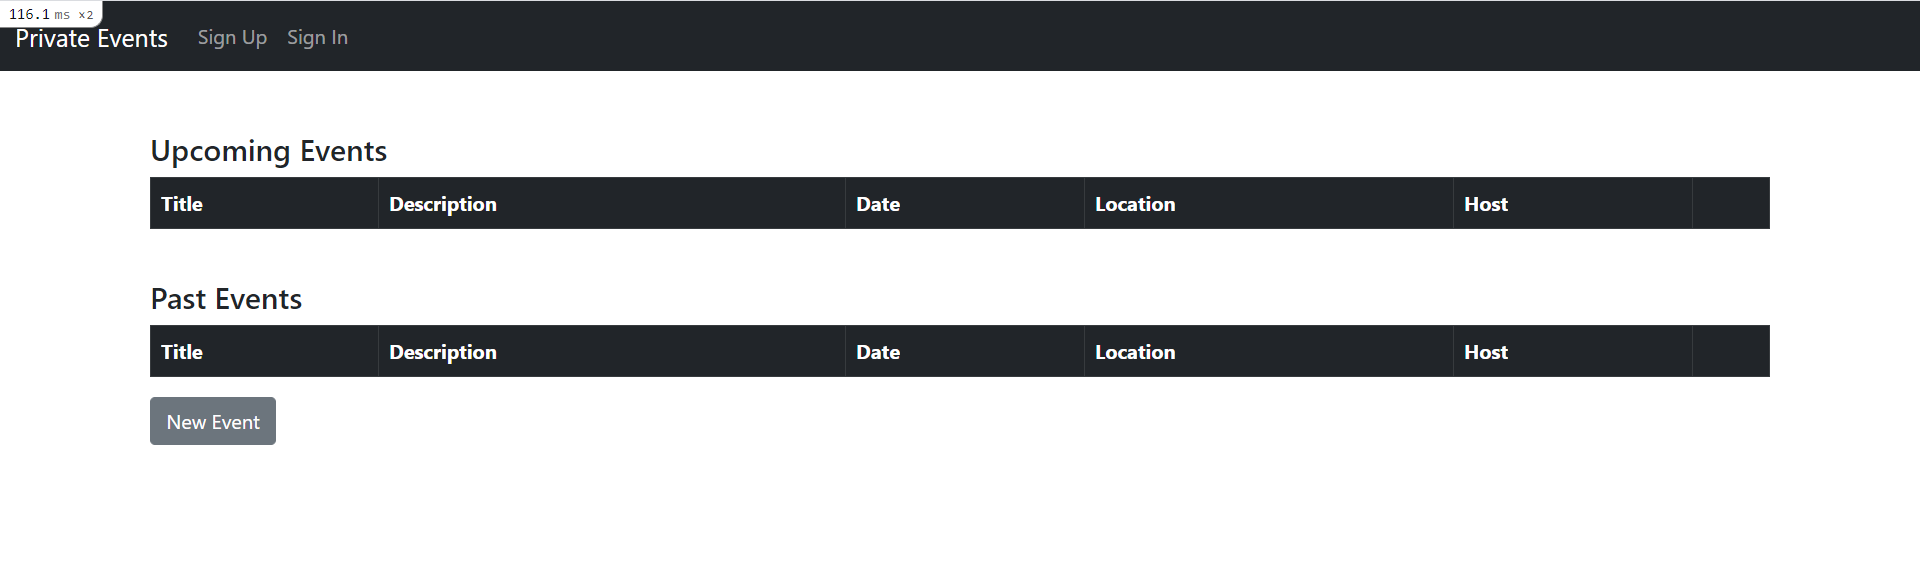 116.1 ms ×2
Private Events Sign Up Sign In
Upcoming Events
Title Description Date Location Host
Past Events
Title Description Date Location Host
New Event